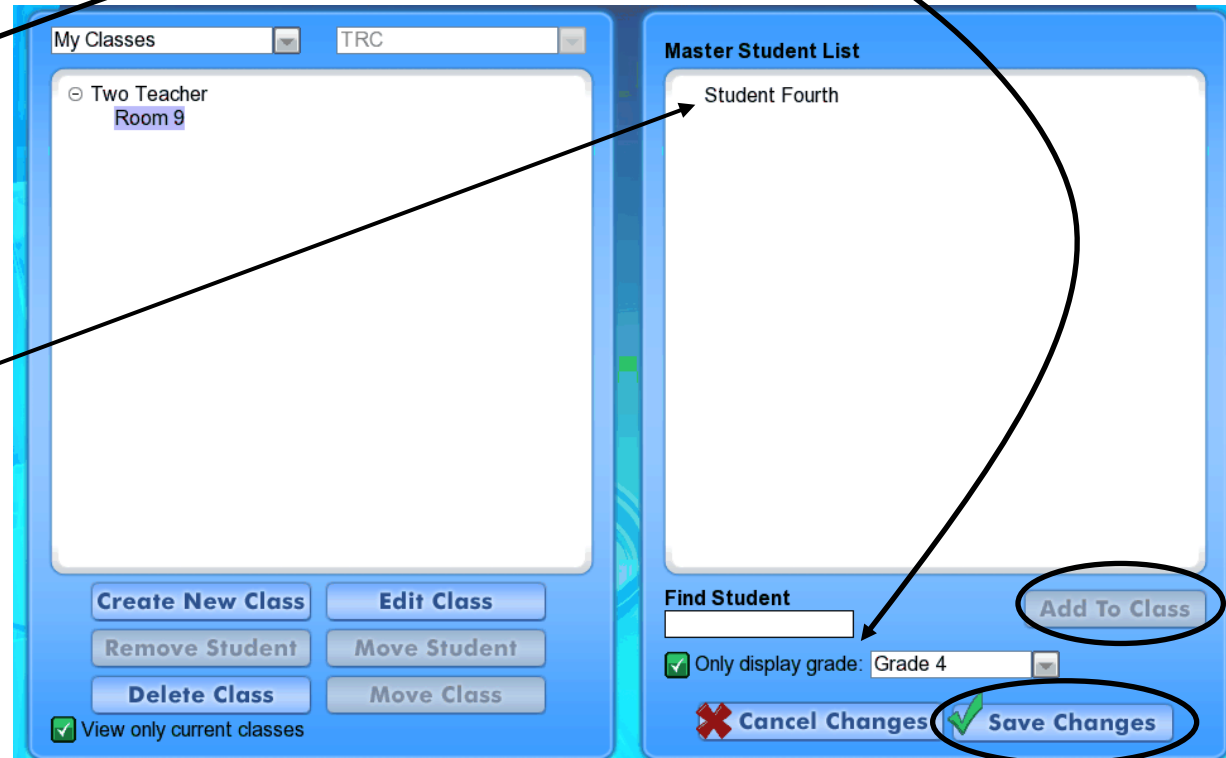 My Classes
TRC
Two Teacher
Room 9
Create New Class
Edit Class
Remove Student
Move Student
Delete Class
Move Class
View only current classes
Master Student List
Student Fourth
Find Student
Add To Class
Only display grade: Grade 4
Cancel Changes
Save Changes